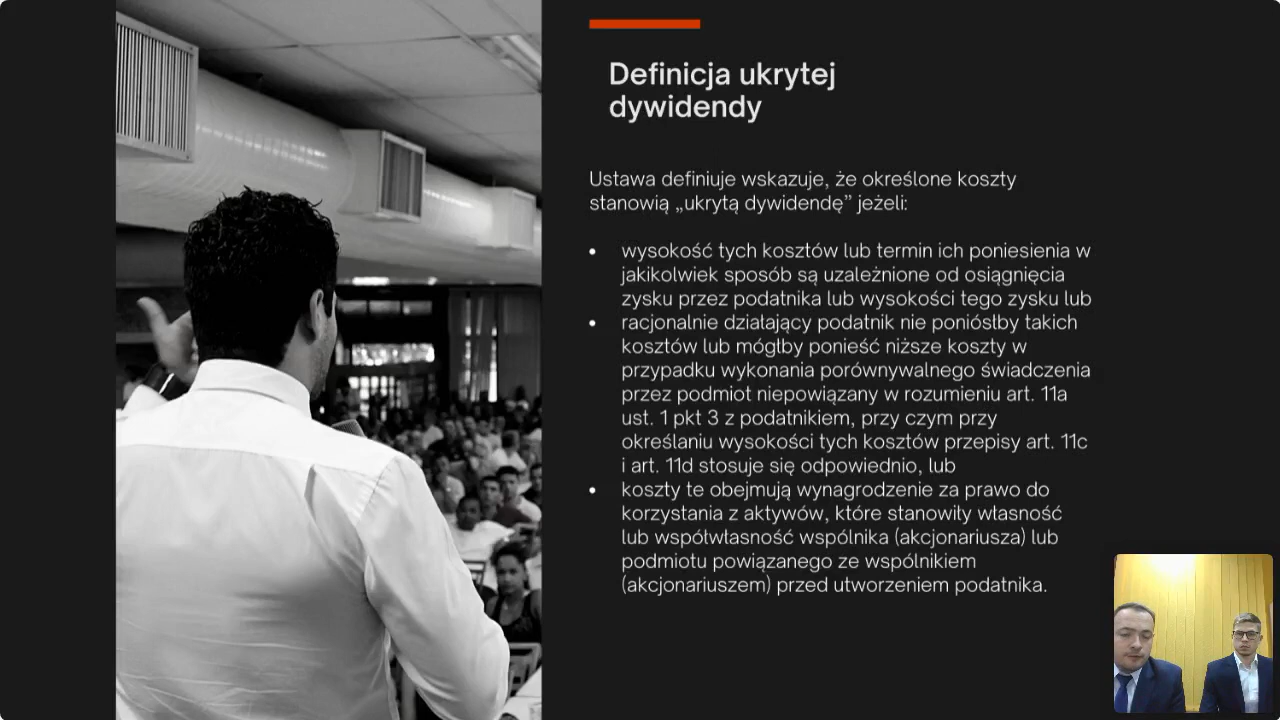 Definicja ukrytej
dywidendy
Ustawa definiuje wskazuje, że określone koszty
stanowią „ukrytą dywidendę” jeżeli:
• wysokość tych kosztów lub termin ich poniesienia w
jakikolwiek sposób są uzależnione od osiągnięcia
zysku przez podatnika lub wysokości tego zysku lub
• racjonalnie działający podatnik nie poniósłby takich
kosztów lub mógłby ponieść niższe koszty w
przypadku wykonania porównywalnego świadczenia
przez podmiot niepowiązany w rozumieniu art. 11a
ust. 1 pkt 3 z podatnikiem, przy czym przy
określaniu wysokości tych kosztów przepisy art. 11c
i art. 11d stosuje się odpowiednio, lub
• koszty te obejmują wynagrodzenie za prawo do
korzystania z aktywów, które stanowiły własność
lub współwłasność wspólnika (akcjonariusza) lub
podmiotu powiązanego ze wspólnikiem
(akcjonariuszem) przed utworzeniem podatnika.